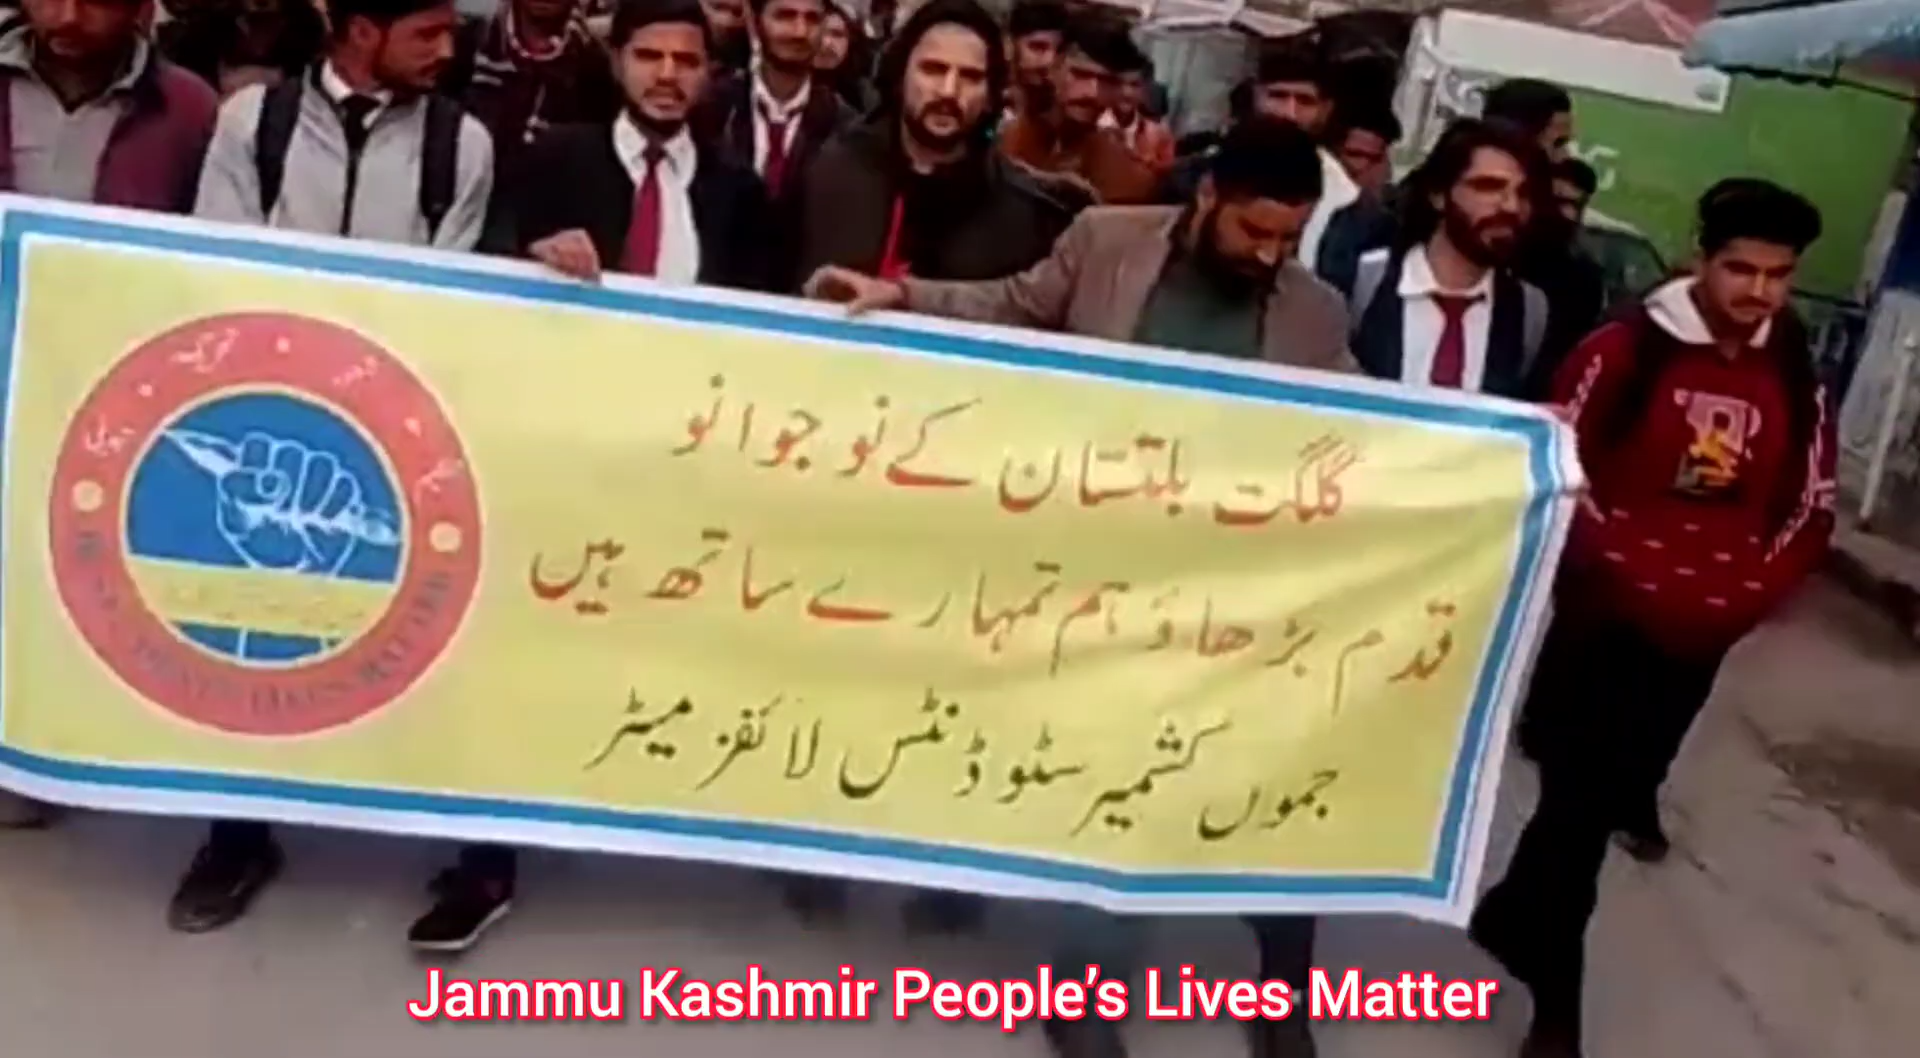 گلگت بلتستان کے نوجوانو
قدم بڑھاؤ ہم تمہارے ساتھ ہیں
جموں کشمیر سٹوڈنٹس لائفز میٹر
Jammu Kashmir People’s Lives Matter